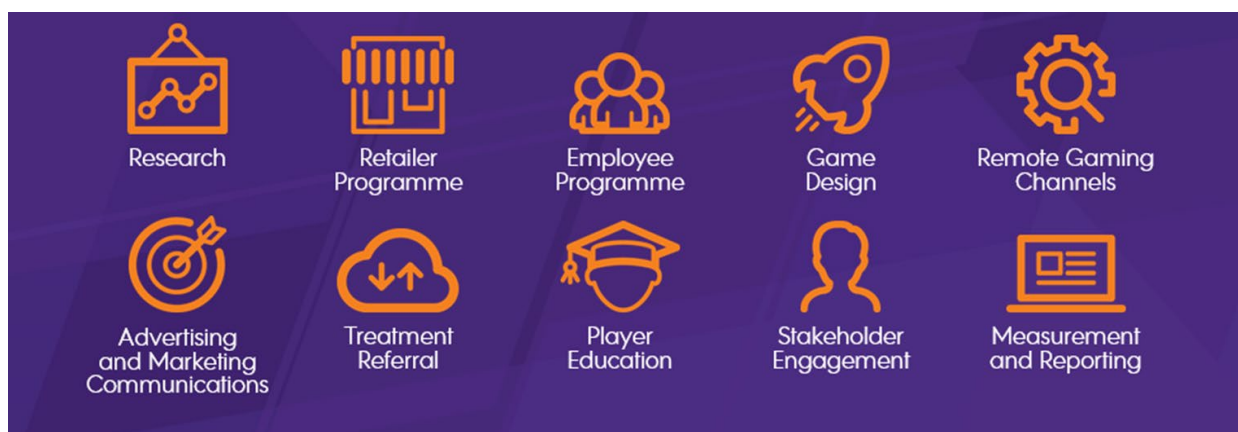 Research
Retailer
Programme
Employee
Programme
Game
Design
Remote Gaming
Channels
Advertising
and Marketing
Communications
Treatment
Referral
Player
Education
Stakeholder
Engagement
Measurement
and Reporting